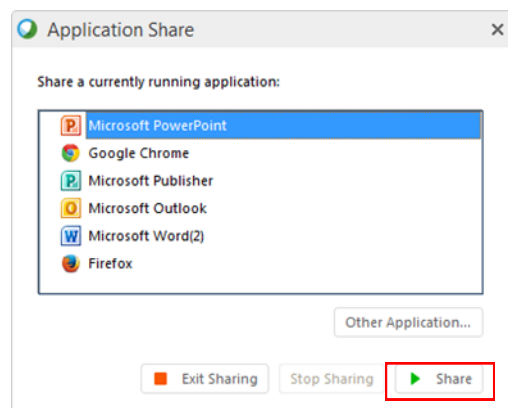 Application Share
Share a currently running application:
Microsoft PowerPoint
Google Chrome
Microsoft Publisher
Microsoft Outlook
Microsoft Word(2)
Firefox
Other Application...
Exit Sharing Stop Sharing Share